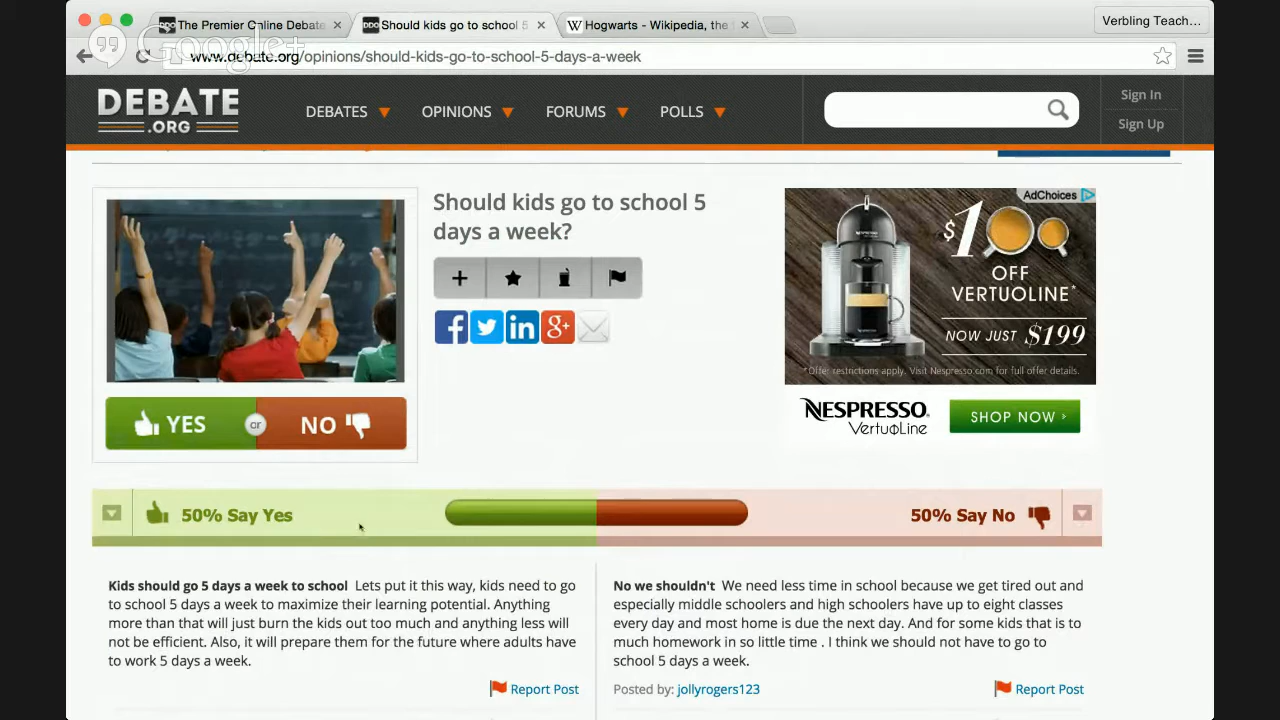 The Premier Online Debate
Should kids go to school 5
Hogwarts - Wikipedia, the f
Verbling Teach...
Google+
www.debate.org/opinions/should-kids-go-to-school-5-days-a-week
DEBATE
.ORG
DEBATES
OPINIONS
FORUMS
POLLS
Sign In
Sign Up
Should kids go to school 5
days a week?
AdChoices
$100
OFF
VERTUOLINE*
NOW JUST $199
*Offer restrictions apply. Visit Nespresso.com for full offer details.
NESPRESSO.
VertuoLine
SHOP NOW
YES or NO
50% Say Yes
50% Say No
Kids should go 5 days a week to school Lets put it this way, kids need to go
to school 5 days a week to maximize their learning potential. Anything
more than that will just burn the kids out too much and anything less will
not be efficient. Also, it will prepare them for the future where adults have
to work 5 days a week.
Report Post
No we shouldn't We need less time in school because we get tired out and
especially middle schoolers and high schoolers have up to eight classes
every day and most home is due the next day. And for some kids that is to
much homework in so little time . I think we should not have to go to
school 5 days a week.
Posted by: jollyrogers123
Report Post